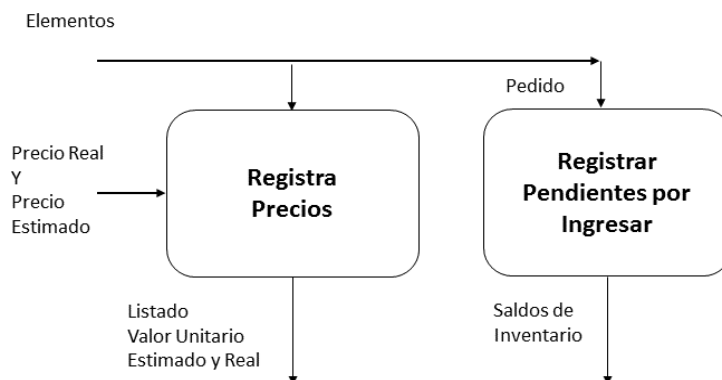 Elementos
Pedido
Precio Real
Y
Precio
Estimado
Registra
Precios
Registrar
Pendientes por
Ingresar
Listado
Valor Unitario
Estimado y Real
Saldos de
Inventario